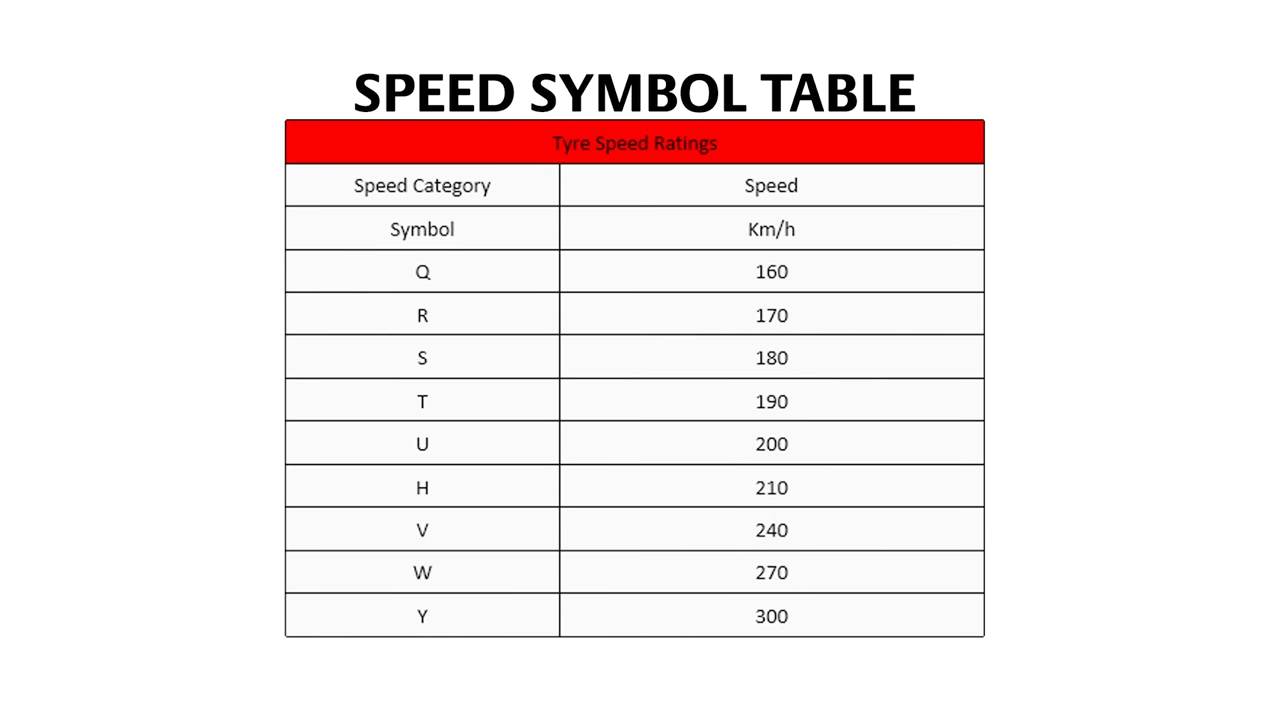 SPEED SYMBOL TABLE
Tyre Speed Ratings
Speed Category Speed
Symbol Km/h
Q 160
R 170
S 180
T 190
U 200
H 210
V 240
W 270
Y 300